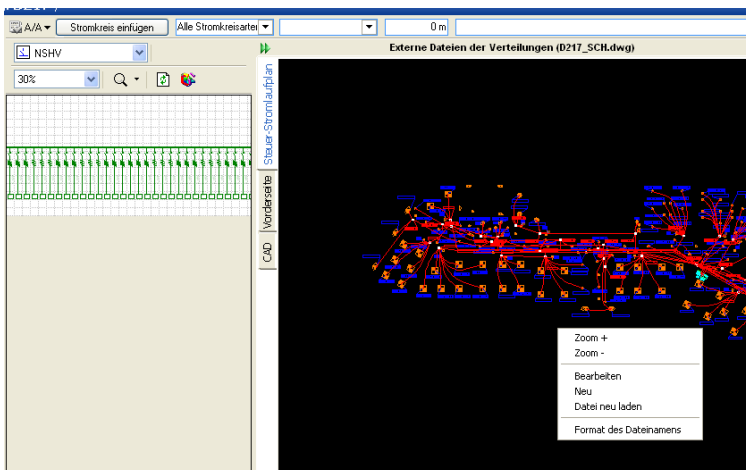 A/A
Stromkreis einfügen
Alle Stromkreisarter
0 m
NSHV
Externe Dateien der Verteilungen (D217_SCH.dwg)
30%
Steuer-Stromlaufplan
Vorderseite
CAD
Zoom +
Zoom -
Bearbeiten
Neu
Datei neu laden
Format des Dateinamens